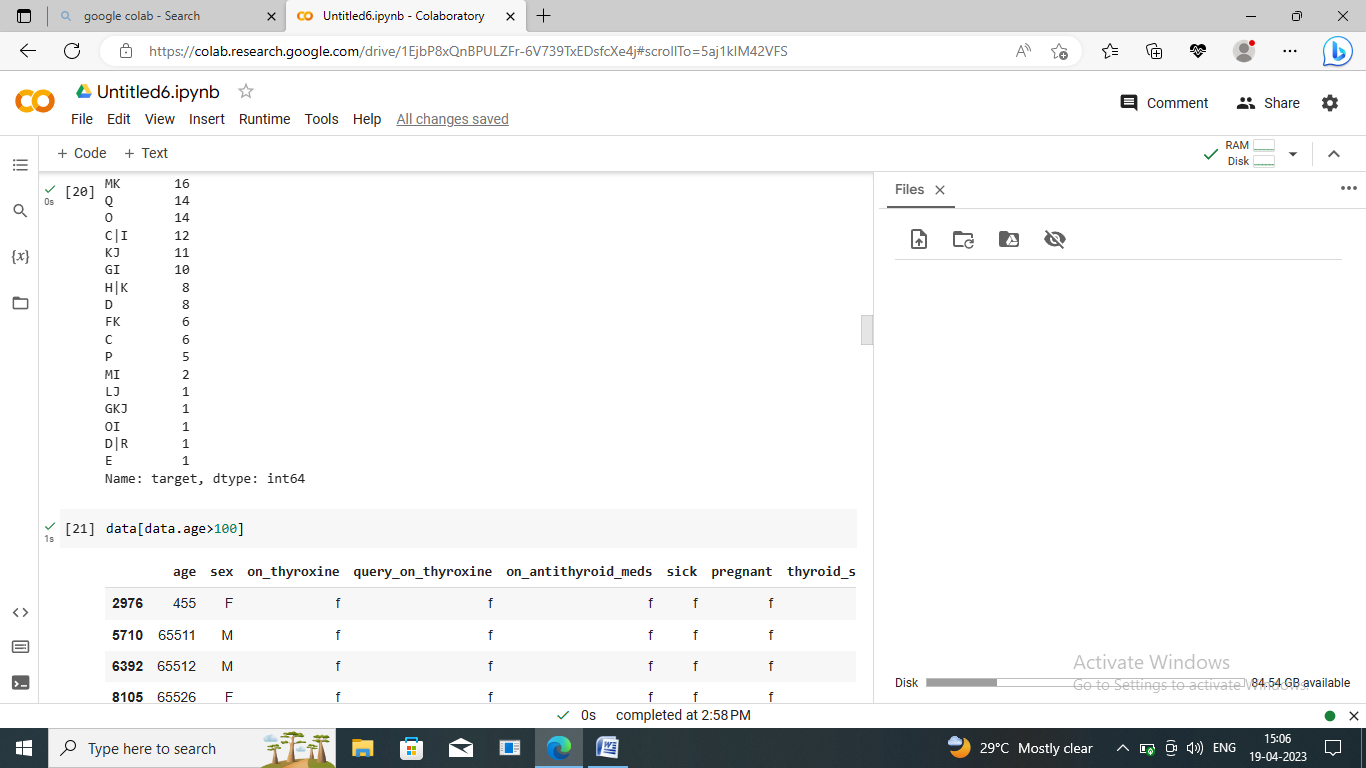 google colab - Search
Untitled6.ipynb - Colaboratory
https://colab.research.google.com/drive/1EjbP8xQnBPULZFr-6V739TxEDsfcXe4j#scrollTo=5aj1kIM42VFS
Untitled6.ipynb
Comment Share
File Edit View Insert Runtime Tools Help All changes saved
+ Code + Text
RAM
Disk
[20]
0s
MK 16
Q 14
O 14
C|I 12
KJ 11
GI 10
H|K 8
D 8
FK 6
C 6
P 5
MI 2
LJ 1
GKJ 1
OI 1
D|R 1
E 1
Name: target, dtype: int64
[21] data[data.age>100]
1s
age sex on_thyroxine query_on_thyroxine on_antithyroid_meds sick pregnant thyroid_s
2976 455 F f f f f f
5710 65511 M f f f f f
6392 65512 M f f f f f
8105 65526 F f f f f f
Files
{x}
Activate Windows
Go to Settings to activate Windows.
Disk 84.54 GB available
0s completed at 2:58 PM
Type here to search
29°C Mostly clear
ENG
15:06
19-04-2023